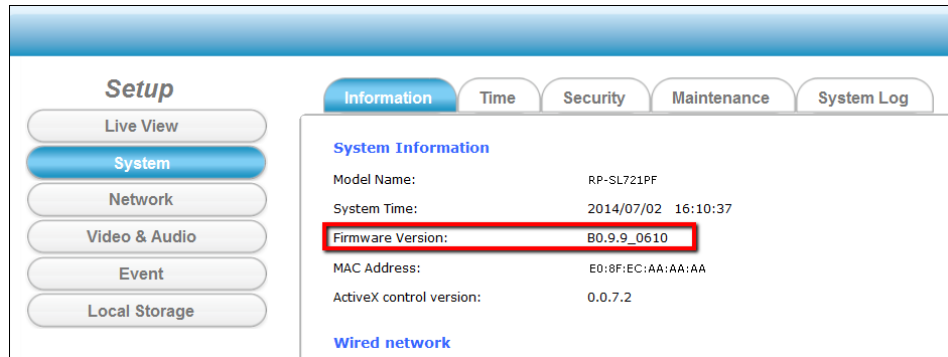 Setup
Live View
System
Network
Video & Audio
Event
Local Storage
Information Time Security Maintenance System Log
System Information
Model Name: RP-SL721PF
System Time: 2014/07/02 16:10:37
Firmware Version: B0.9.9_0610
MAC Address: E0:8F:EC:AA:AA:AA
ActiveX control version: 0.0.7.2
Wired network